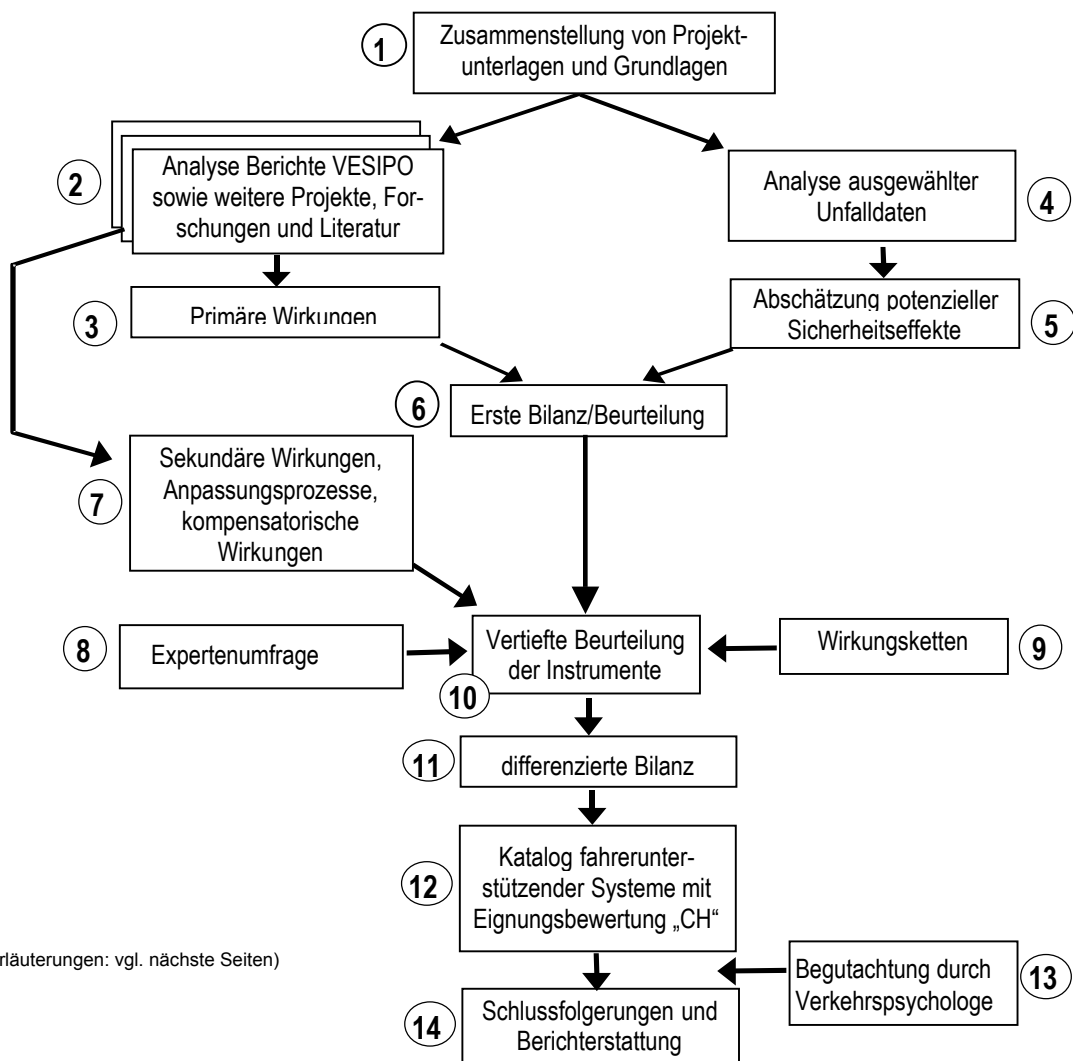 1
Zusammenstellung von Projekt-
unterlagen und Grundlagen
2
Analyse Berichte VESIPO
sowie weitere Projekte, For-
schungen und Literatur
Analyse ausgewählter
Unfalldaten
4
3
Primäre Wirkungen
Abschätzung potenzieller
Sicherheitseffekte
5
6
Erste Bilanz/Beurteilung
7
Sekundäre Wirkungen,
Anpassungsprozesse,
kompensatorische
Wirkungen
8
Expertenumfrage
Vertiefte Beurteilung
der Instrumente
10
Wirkungsketten
9
11
differenzierte Bilanz
12
Katalog fahrerunter-
stützender Systeme mit
Eignungsbewertung „CH“
rläuterungen: vgl. nächste Seiten)
Begutachtung durch
Verkehrspsychologe
13
14
Schlussfolgerungen und
Berichterstattung